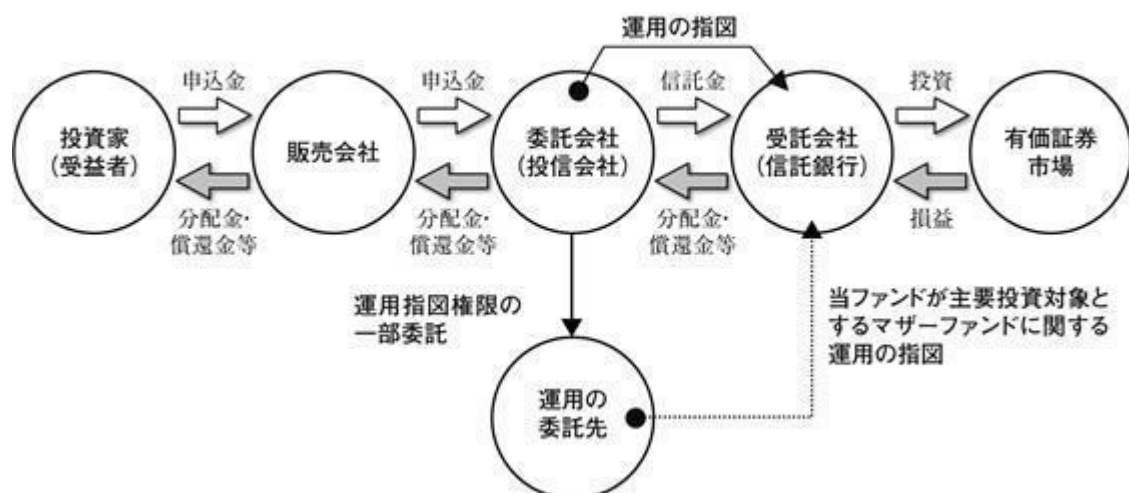 運用の指図
申込金
申込金
信託金
投資
投資家
(受益者)
販売会社
委託会社
(投信会社)
受託会社
(信託銀行)
有価証券
市場
分配金・
償還金等
分配金・
償還金等
分配金・
償還金等
損益
運用指図権限の
一部委託
当ファンドが主要投資対象と
するマザーファンドに関する
運用の指図
運用の
委託先